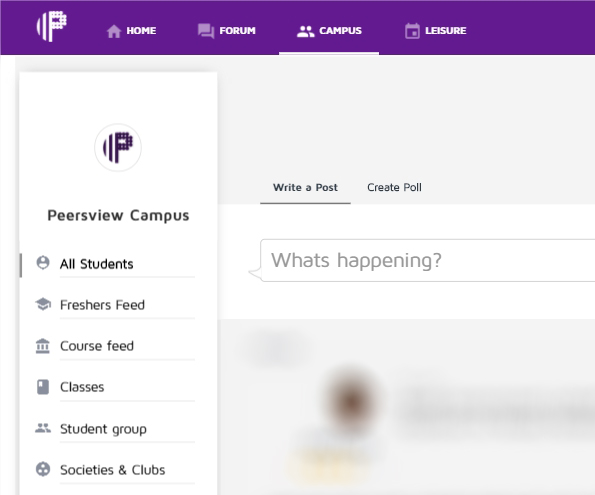 HOME FORUM CAMPUS LEISURE
Peersview Campus
All Students
Freshers Feed
Course feed
Classes
Student group
Societies & Clubs
Write a Post Create Poll
Whats happening?